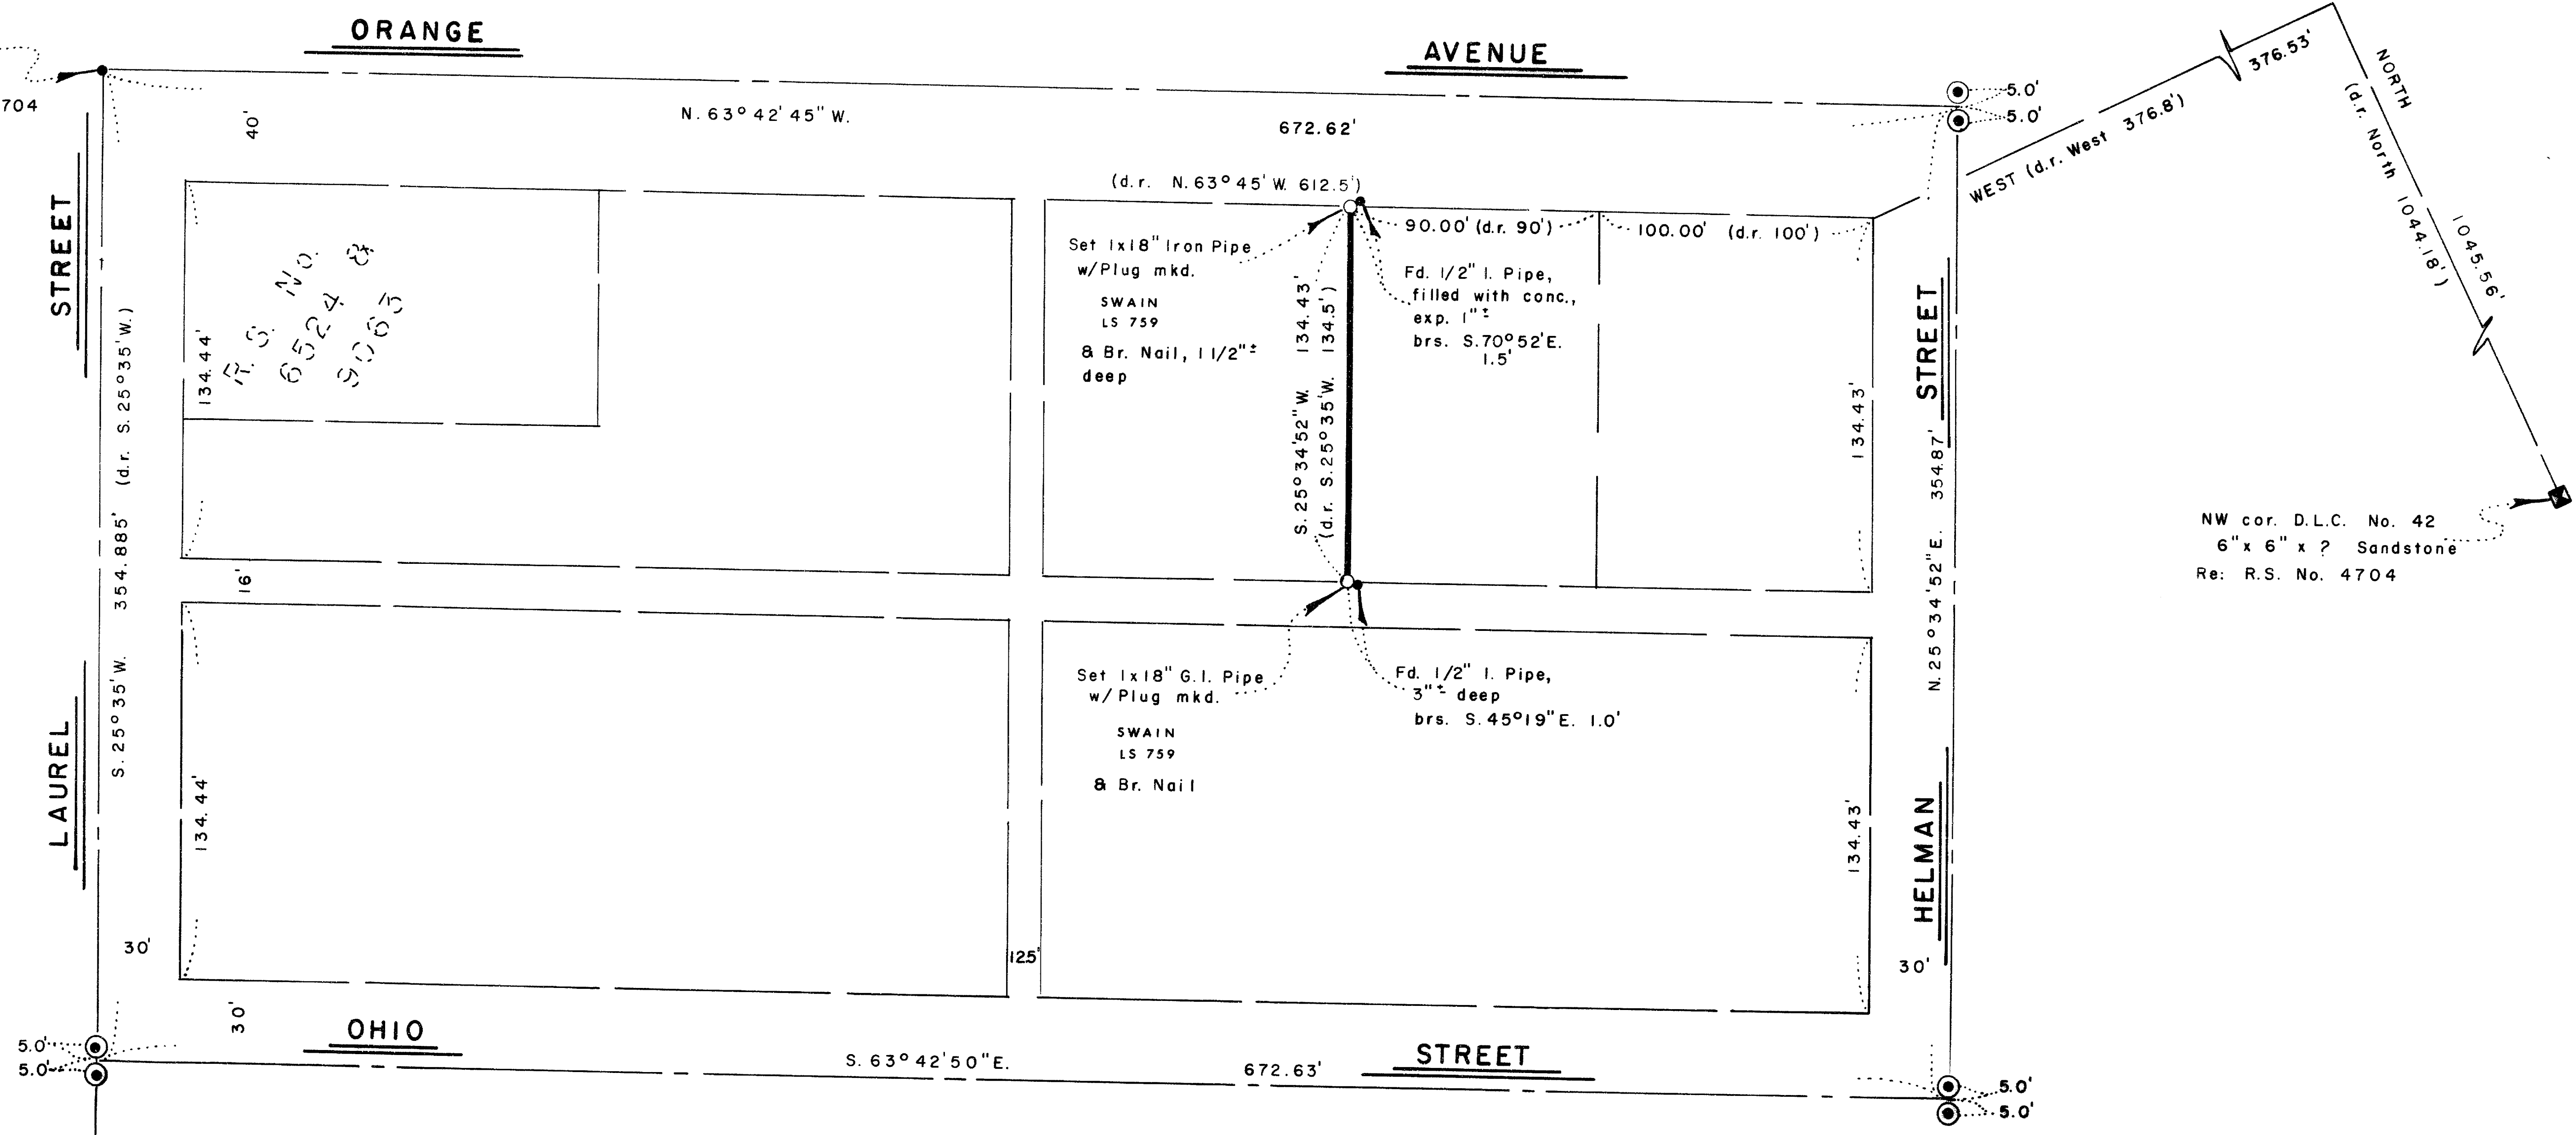 ORANGE
AVENUE
704
40'
N. 63° 42' 45" W.
672.62'
5.0'
5.0'
376.53'
WEST (d.r. West 376.8')
NORTH
(d.r. North 1044.18')
1045.56'
STREET
(d.r. N. 63° 45' W. 612.5')
90.00' (d.r. 90')
100.00' (d.r. 100')
R. S. No.
6524 &
9065
134.44'
Set 1x18" Iron Pipe
w/Plug mkd.
SWAIN
LS 759
& Br. Nail, 1 1/2" ±
deep
S. 25° 34' 52" W. 134.43'
(d.r. S. 25° 35' W. 134.5')
Fd. 1/2" I. Pipe,
filled with conc.,
exp. 1" ±
brs. S. 70° 52' E.
1.5'
134.43'
STREET
NW cor. D.L.C. No. 42
6" x 6" x ? Sandstone
Re: R.S. No. 4704
S. 25° 35' W. 354.885' (d.r. S. 25° 35' W.)
16'
N. 25° 34' 52" E. 354.87'
Set 1x18" G.I. Pipe
w/Plug mkd.
SWAIN
LS 759
& Br. Nail
Fd. 1/2" I. Pipe,
3" ± deep
brs. S. 45° 19" E. 1.0'
LAUREL
134.44'
134.43'
HELMAN
30'
12.5'
30'
30'
OHIO
STREET
5.0'
5.0'
S. 63° 42' 50" E.
672.63'
5.0'
5.0'